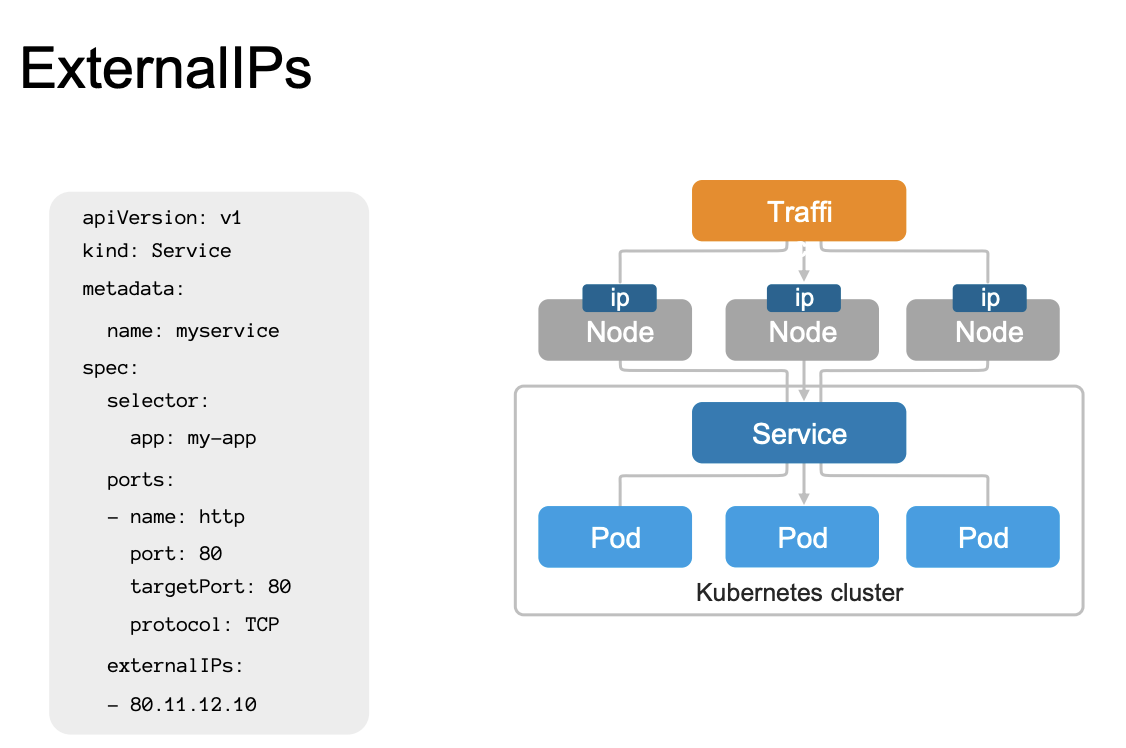 ExternalIPs
apiVersion: v1
kind: Service
metadata:
name: myservice
spec:
selector:
app: my-app
ports:
- name: http
port: 80
targetPort: 80
protocol: TCP
externalIPs:
- 80.11.12.10
Traffi
ip
ip
ip
Node
Node
Node
Service
Pod
Pod
Pod
Kubernetes cluster